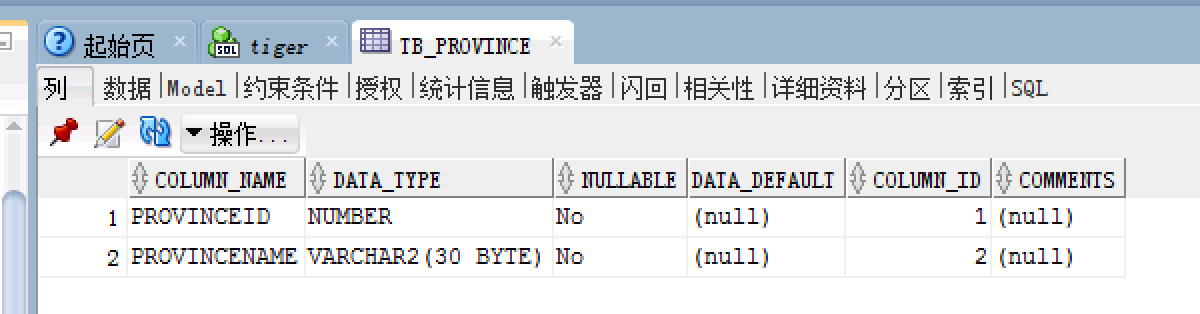 起始页 tiger TB_PROVINCE
列 数据 Model 约束条件 授权 统计信息 触发器 闪回 相关性 详细资料 分区 索引 SQL
操作...
COLUMN_NAME DATA_TYPE NULLABLE DATA_DEFAULT COLUMN_ID COMMENTS
1 PROVINCEID NUMBER No (null) 1 (null)
2 PROVINCENAME VARCHAR2(30 BYTE) No (null) 2 (null)